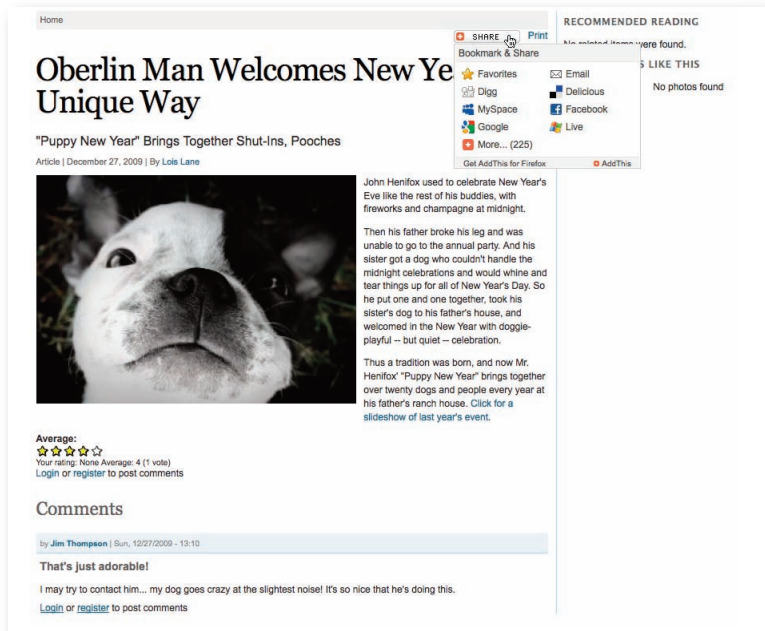 Home
SHARE
Print
Bookmark & Share
Favorites
Email
Digg
Delicious
MySpace
Facebook
Google
Live
More... (225)
Get AddThis for Firefox
AddThis
Oberlin Man Welcomes New Ye
Unique Way
"Puppy New Year" Brings Together Shut-Ins, Pooches
Article | December 27, 2009 | By Lois Lane
John Henifox used to celebrate New Year's
Eve like the rest of his buddies, with
fireworks and champagne at midnight.
Then his father broke his leg and was
unable to go to the annual party. And his
sister got a dog who couldn't handle the
midnight celebrations and would whine and
tear things up for all of New Year's Day. So
he put one and one together, took his
sister's dog to his father's house, and
welcomed in the New Year with doggie-
playful -- but quiet -- celebration.
Thus a tradition was born, and now Mr.
Henifox' "Puppy New Year" brings together
over twenty dogs and people every year at
his father's ranch house. Click for a
slideshow of last year's event.
Average:
Your rating: None Average: 4 (1 vote)
Login or register to post comments
Comments
by Jim Thompson | Sun, 12/27/2009 - 13:10
That's just adorable!
I may try to contact him... my dog goes crazy at the slightest noise! It's so nice that he's doing this.
Login or register to post comments
RECOMMENDED READING
No related items were found.
S LIKE THIS
No photos found